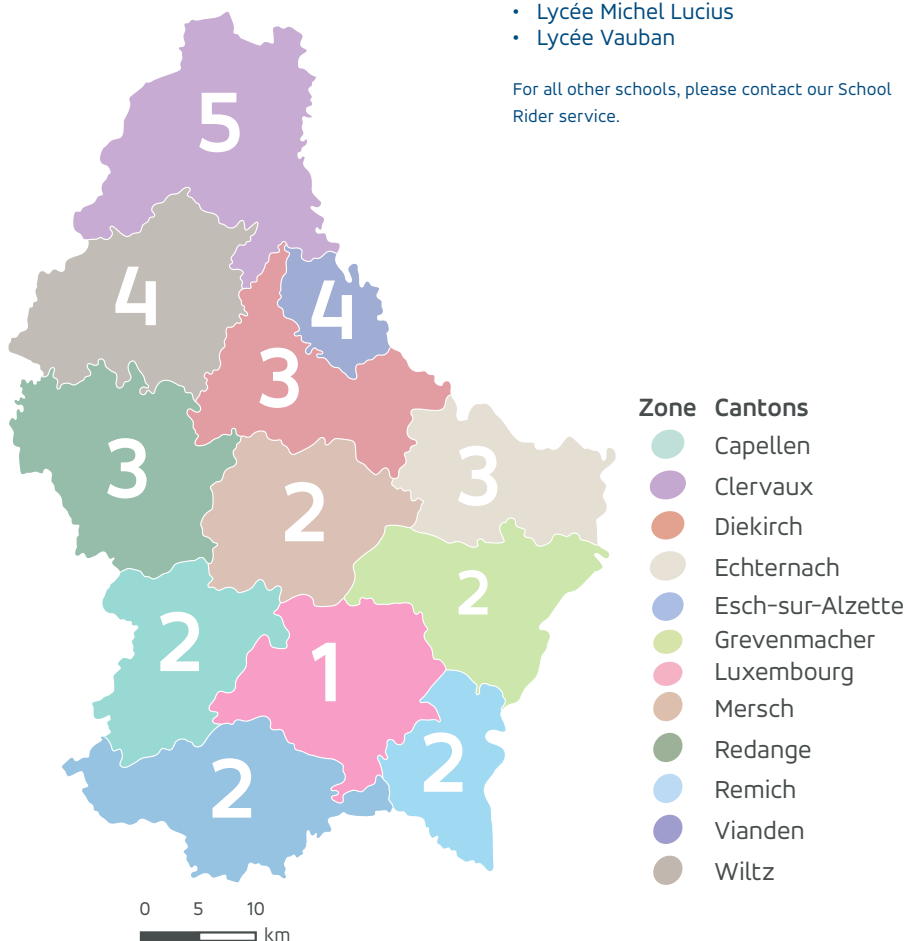 • Lycée Michel Lucius
• Lycée Vauban
For all other schools, please contact our School
Rider service.
5
4
4
3
3
3
2
2
2
1
2
2
Zone Cantons
Capellen
Clervaux
Diekirch
Echternach
Esch-sur-Alzette
Grevenmacher
Luxembourg
Mersch
Redange
Remich
Vianden
Wiltz
0 5 10
km